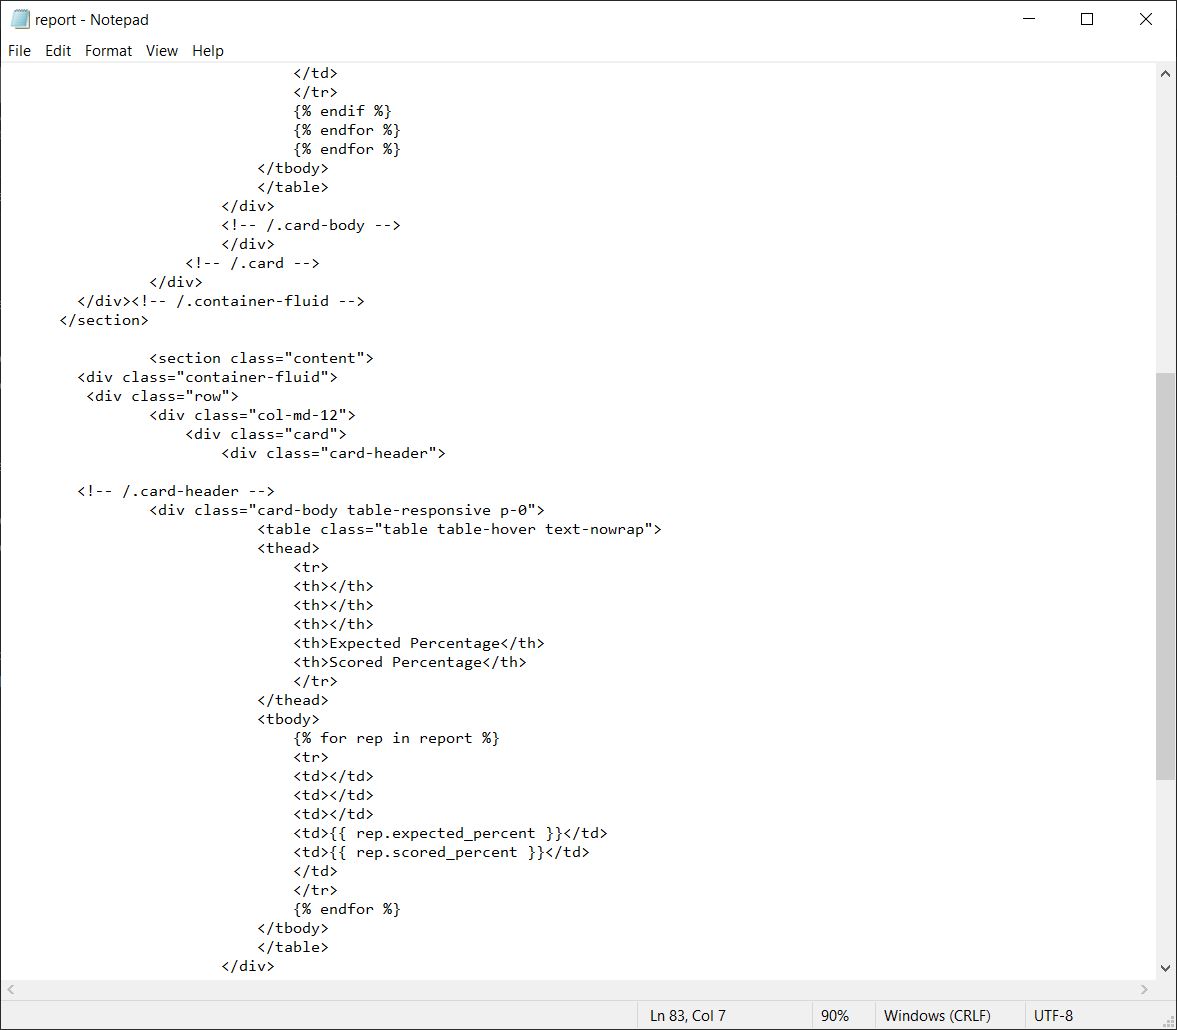 report - Notepad
File Edit Format View Help
</td>
</tr>
{% endif %}
{% endfor %}
{% endfor %}
</tbody>
</table>
</div>
<!-- /.card-body -->
</div>
<!-- /.card -->
</div>
</div><!-- /.container-fluid -->
</section>
<section class="content">
<div class="container-fluid">
<div class="row">
<div class="col-md-12">
<div class="card">
<div class="card-header">
<!-- /.card-header -->
<div class="card-body table-responsive p-0">
<table class="table table-hover text-nowrap">
<thead>
<tr>
<th></th>
<th></th>
<th></th>
<th>Expected Percentage</th>
<th>Scored Percentage</th>
</tr>
</thead>
<tbody>
{% for rep in report %}
<tr>
<td></td>
<td></td>
<td></td>
<td>{{ rep.expected_percent }}</td>
<td>{{ rep.scored_percent }}</td>
</td>
</tr>
{% endfor %}
</tbody>
</table>
</div>
Ln 83, Col 7 90% Windows (CRLF) UTF-8